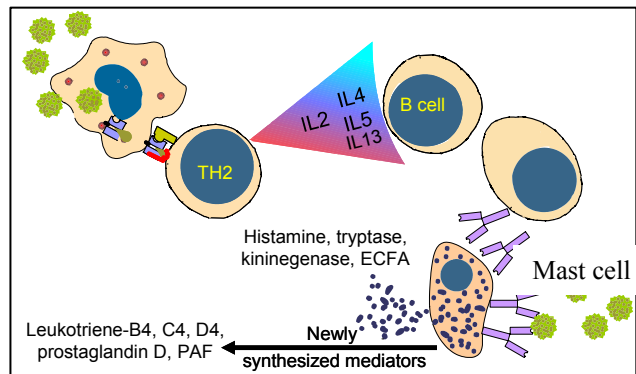 IL2
IL4
IL5
IL13
B cell
TH2
Histamine, tryptase,
kininegenase, ECFA
Mast cell
Leukotriene-B4, C4, D4,
prostaglandin D, PAF
Newly
synthesized mediators